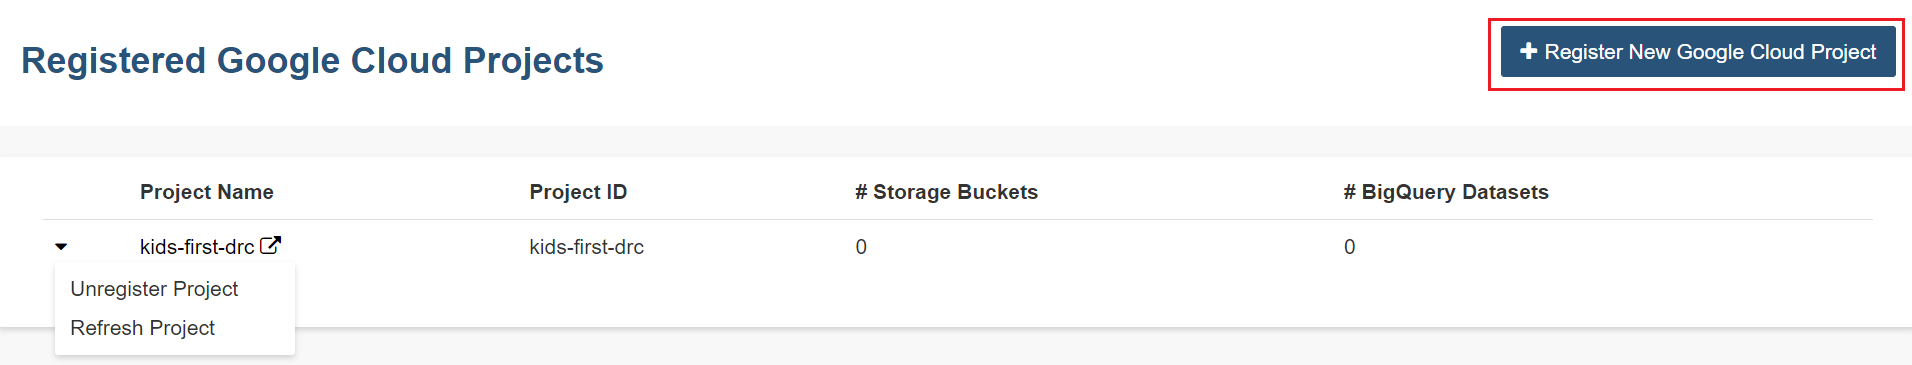 Registered Google Cloud Projects
Register New Google Cloud Project
Project Name Project ID # Storage Buckets # BigQuery Datasets
kids-first-drc kids-first-drc 0 0
Unregister Project
Refresh Project